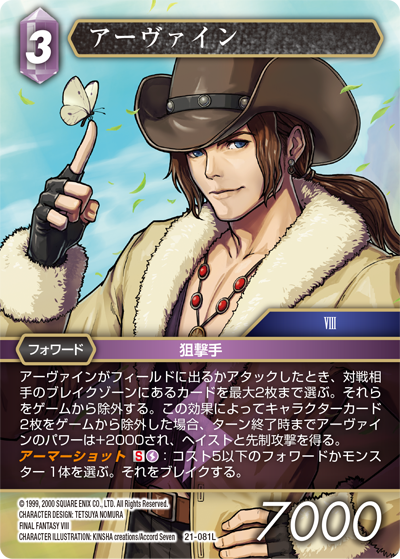 3
アーヴァイン
VIII
フォワード
狙撃手
アーヴァインがフィールドに出るかアタックしたとき、対戦相
手のブレイクゾーンにあるカードを最大2枚まで選ぶ。それら
をゲームから除外する。この効果によってキャラクターカード
2枚をゲームから除外した場合、ターン終了時までアーヴァイ
ンのパワーは+2000され、ヘイストと先制攻撃を得る。
アーマーショット S：コスト5以下のフォワードかモンス
ター1体を選ぶ。それをブレイクする。
© 1999, 2000 SQUARE ENIX CO., LTD. All Rights Reserved.
CHARACTER DESIGN: TETSUYA NOMURA
FINAL FANTASY VIII
CHARACTER ILLUSTRATION: KINSHA creations/Accord Seven
21-081L
7000